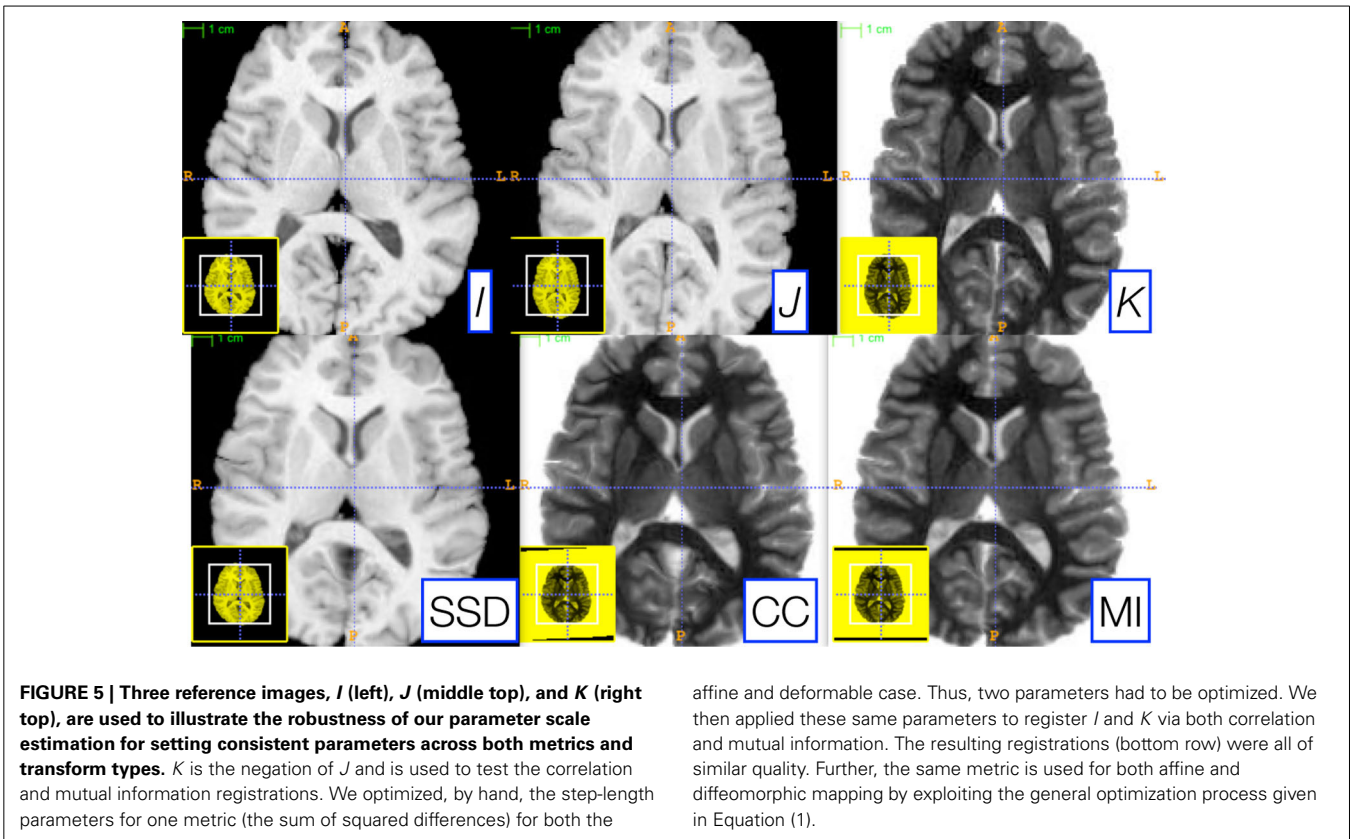 1 cm A 1 cm A 1 cm A
R L R L R L
I J K
P P P
1 cm A 1 cm A 1 cm A
R L R L R L
SSD CC MI
P P P
FIGURE 5 | Three reference images, I (left), J (middle top), and K (right
top), are used to illustrate the robustness of our parameter scale
estimation for setting consistent parameters across both metrics and
transform types. K is the negation of J and is used to test the correlation
and mutual information registrations. We optimized, by hand, the step-length
parameters for one metric (the sum of squared differences) for both the
affine and deformable case. Thus, two parameters had to be optimized. We
then applied these same parameters to register I and K via both correlation
and mutual information. The resulting registrations (bottom row) were all of
similar quality. Further, the same metric is used for both affine and
diffeomorphic mapping by exploiting the general optimization process given
in Equation (1).